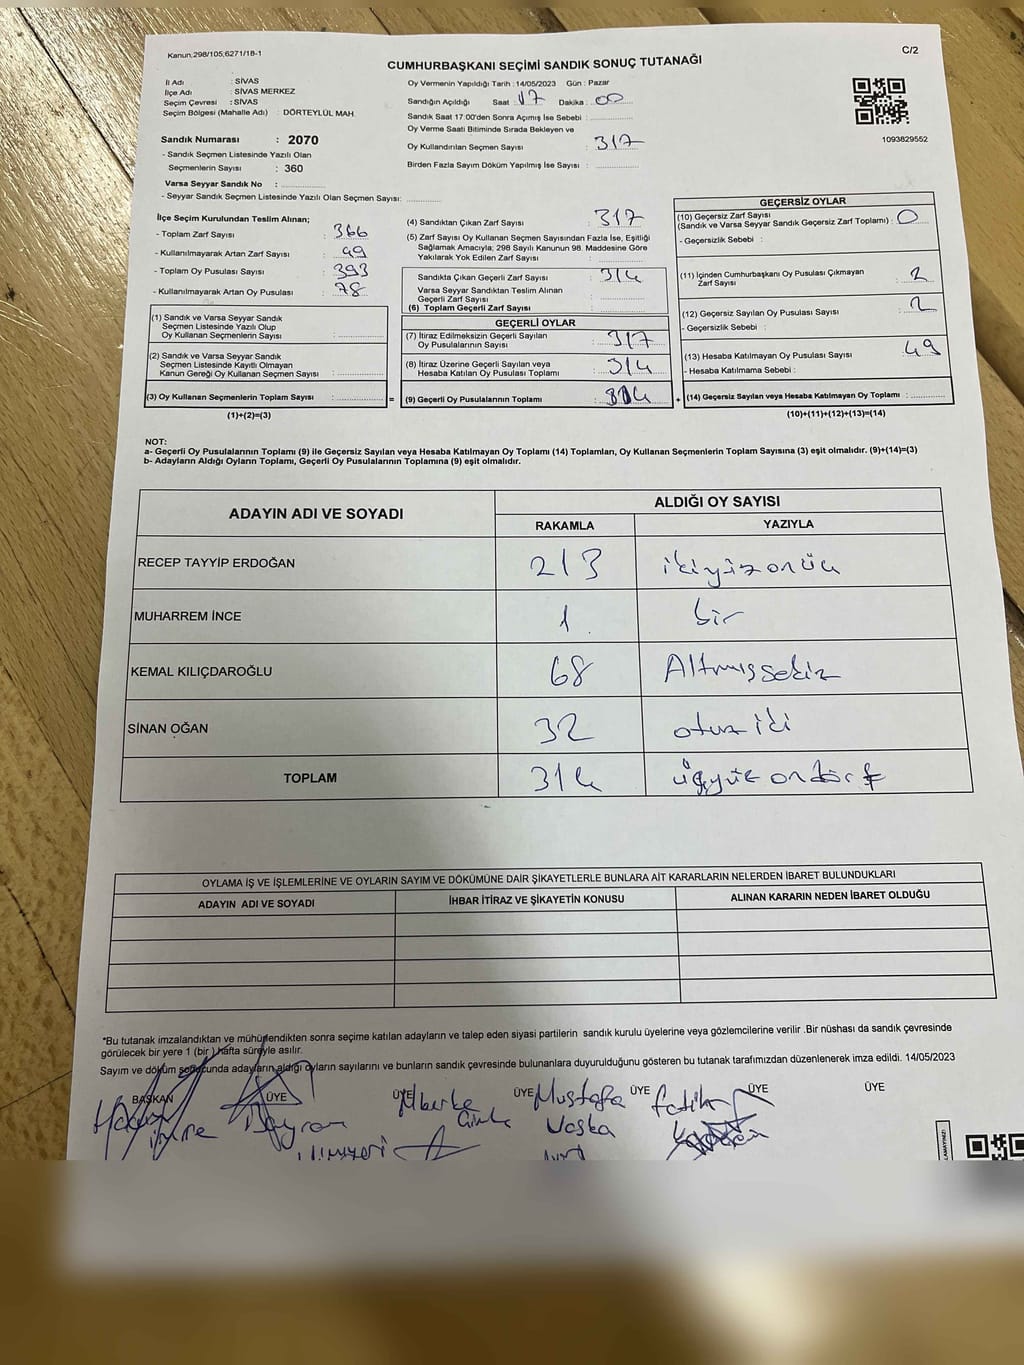 Kanun.298/105;6271/18-1
C/2
CUMHURBAŞKANI SEÇİMİ SANDIK SONUÇ TUTANAĞI
İl Adı : SİVAS
İlçe Adı : SİVAS MERKEZ
Seçim Çevresi : SİVAS
Seçim Bölgesi (Mahalle Adı) : DÖRTEYLÜL MAH.
Sandık Numarası : 2070
- Sandık Seçmen Listesinde Yazılı Olan
Seçmenlerin Sayısı : 360
Varsa Seyyar Sandık No :
- Seyyar Sandık Seçmen Listesinde Yazılı Olan Seçmen Sayısı:
Oy Vermenin Yapıldığı Tarih : 14/05/2023 Gün : Pazar
Sandığın Açıldığı Saat : 17 Dakika : 00
Sandık Saat 17:00'den Sonra Açımış İse Sebebi :
Oy Verme Saati Bitiminde Sırada Bekleyen ve
Oy Kullandırılan Seçmen Sayısı : 317
Birden Fazla Sayım Döküm Yapılmış İse Sayısı :
1093829552
İlçe Seçim Kurulundan Teslim Alınan;
- Toplam Zarf Sayısı : 366
- Kullanılmayarak Artan Zarf Sayısı : 49
- Toplam Oy Pusulası Sayısı : 393
- Kullanılmayarak Artan Oy Pusulası : 78
(1) Sandık ve Varsa Seyyar Sandık
Seçmen Listesinde Yazılı Olup
Oy Kullanan Seçmenlerin Sayısı :
(2) Sandık ve Varsa Seyyar Sandık
Seçmen Listesinde Kayıtlı Olmayan
Kanun Gereği Oy Kullanan Seçmen Sayısı :
(3) Oy Kullanan Seçmenlerin Toplam Sayısı : =
(1)+(2)=(3)
(4) Sandıktan Çıkan Zarf Sayısı : 317
(5) Zarf Sayısı Oy Kullanan Seçmen Sayısından Fazla İse, Eşitliği
Sağlamak Amacıyla; 298 Sayılı Kanunun 98. Maddesine Göre
Yakılarak Yok Edilen Zarf Sayısı :
Sandıkta Çıkan Geçerli Zarf Sayısı : 314
Varsa Seyyar Sandıktan Teslim Alınan
Geçerli Zarf Sayısı :
(6) Toplam Geçerli Zarf Sayısı :
GEÇERLİ OYLAR
(7) İtiraz Edilmeksizin Geçerli Sayılan
Oy Pusulalarının Sayısı : 317
(8) İtiraz Üzerine Geçerli Sayılan veya
Hesaba Katılan Oy Pusulası Toplamı : 314
(9) Geçerli Oy Pusulalarının Toplamı : 314 +
GEÇERSİZ OYLAR
(10) Geçersiz Zarf Sayısı
(Sandık ve Varsa Seyyar Sandık Geçersiz Zarf Toplamı) : 0
- Geçersizlik Sebebi :
(11) İçinden Cumhurbaşkanı Oy Pusulası Çıkmayan
Zarf Sayısı : 2
(12) Geçersiz Sayılan Oy Pusulası Sayısı : 2
- Geçersizlik Sebebi :
(13) Hesaba Katılmayan Oy Pusulası Sayısı : 49
- Hesaba Katılmama Sebebi :
(14) Geçersiz Sayılan veya Hesaba Katılmayan Oy Toplamı :
(10)+(11)+(12)+(13)=(14)
NOT:
a- Geçerli Oy Pusulalarının Toplamı (9) ile Geçersiz Sayılan veya Hesaba Katılmayan Oy Toplamı (14) Toplamları, Oy Kullanan Seçmenlerin Toplam Sayısına (3) eşit olmalıdır. (9)+(14)=(3)
b- Adayların Aldığı Oyların Toplamı, Geçerli Oy Pusulalarının Toplamına (9) eşit olmalıdır.
ADAYIN ADI VE SOYADI
ALDIĞI OY SAYISI
RAKAMLA YAZIYLA
RECEP TAYYİP ERDOĞAN 213 ikiyüzonüç
MUHARREM İNCE 1 bir
KEMAL KILIÇDAROĞLU 68 Altmışsekiz
SİNAN OĞAN 32 otuziki
TOPLAM 314 üçyüz ondört
OYLAMA İŞ VE İŞLEMLERİNE VE OYLARIN SAYIM VE DÖKÜMÜNE DAİR ŞİKAYETLERLE BUNLARA AİT KARARLARIN NELERDEN İBARET BULUNDUKLARI
ADAYIN ADI VE SOYADI İHBAR İTİRAZ VE ŞİKAYETİN KONUSU ALINAN KARARIN NEDEN İBARET OLDUĞU
*Bu tutanak imzalandıktan ve mühürlendikten sonra seçime katılan adayların ve talep eden siyasi partilerin sandık kurulu üyelerine veya gözlemcilerine verilir .Bir nüshası da sandık çevresinde
görülecek bir yere 1 (bir ) hafta süreyle asılır.
Sayım ve döküm sonucunda adayların aldığı oyların sayılarını ve bunların sandık çevresinde bulunanlara duyurulduğunu gösteren bu tutanak tarafımızdan düzenlenerek imza edildi. 14/05/2023
BAŞKAN ÜYE ÜYE ÜYE ÜYE ÜYE ÜYE
Mustafa fatih
Bayram